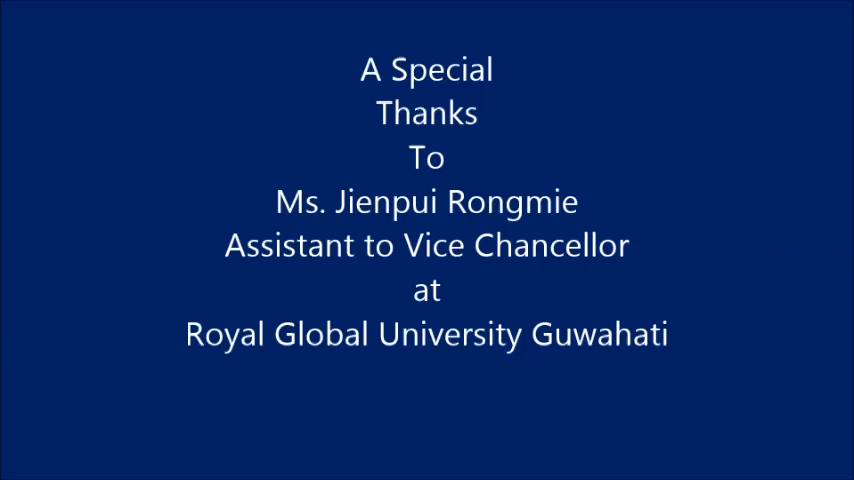 A Special
Thanks
To
Ms. Jienpui Rongmie
Assistant to Vice Chancellor
at
Royal Global University Guwahati